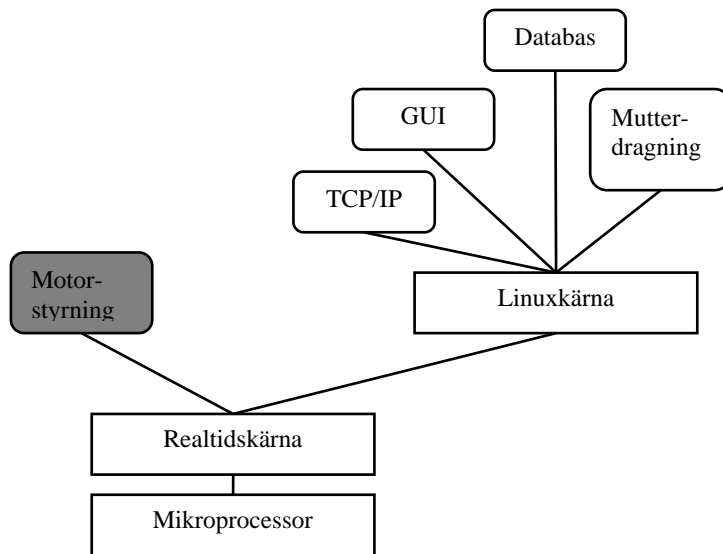 Databas
GUI
Mutter-
dragning
TCP/IP
Motor-
styrning
Linuxkärna
Realtidskärna
Mikroprocessor